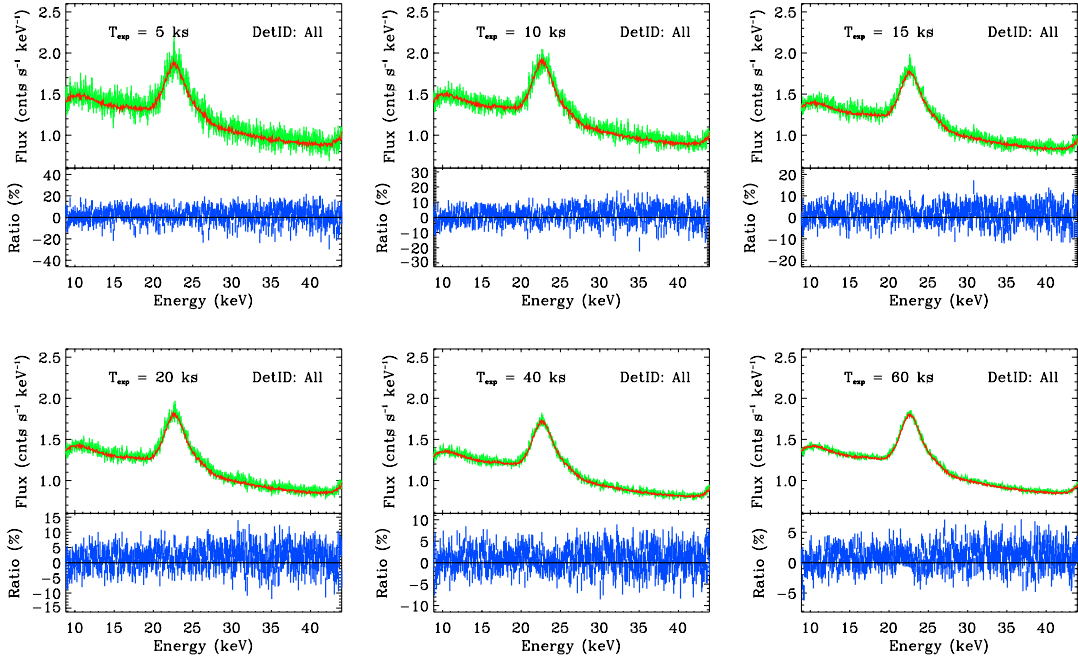 T_exp = 5 ks DetID: All
Flux (cnts s⁻¹ keV⁻¹)
2.5
2.0
1.5
1.0
Ratio (%)
40
20
0
−20
−40
10 15 20 25 30 35 40
Energy (keV)
T_exp = 10 ks DetID: All
Flux (cnts s⁻¹ keV⁻¹)
2.5
2.0
1.5
1.0
Ratio (%)
30
20
10
0
−10
−20
−30
10 15 20 25 30 35 40
Energy (keV)
T_exp = 15 ks DetID: All
Flux (cnts s⁻¹ keV⁻¹)
2.5
2.0
1.5
1.0
Ratio (%)
20
10
0
−10
−20
10 15 20 25 30 35 40
Energy (keV)
T_exp = 20 ks DetID: All
Flux (cnts s⁻¹ keV⁻¹)
2.5
2.0
1.5
1.0
Ratio (%)
15
10
5
0
−5
−10
−15
10 15 20 25 30 35 40
Energy (keV)
T_exp = 40 ks DetID: All
Flux (cnts s⁻¹ keV⁻¹)
2.5
2.0
1.5
1.0
Ratio (%)
10
5
0
−5
−10
10 15 20 25 30 35 40
Energy (keV)
T_exp = 60 ks DetID: All
Flux (cnts s⁻¹ keV⁻¹)
2.5
2.0
1.5
1.0
Ratio (%)
5
0
−5
10 15 20 25 30 35 40
Energy (keV)